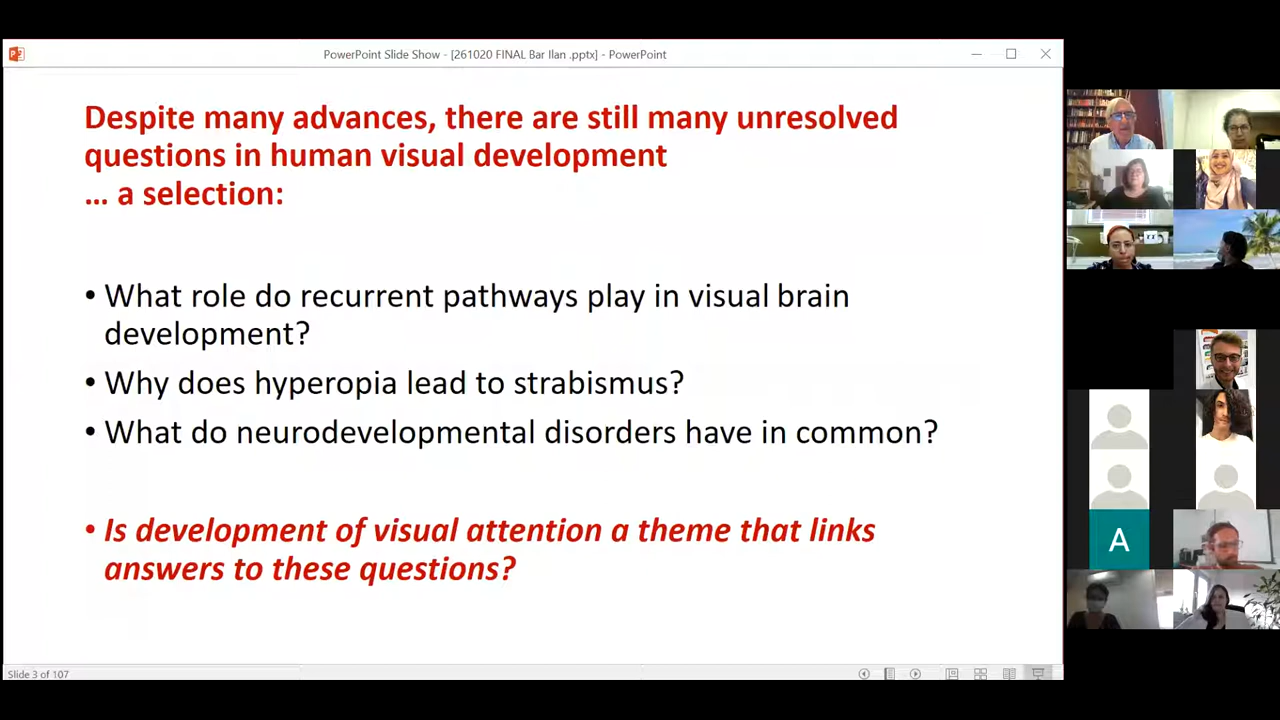 PowerPoint Slide Show - [261020 FINAL Bar Ilan .pptx] - PowerPoint
Despite many advances, there are still many unresolved
questions in human visual development
... a selection:
• What role do recurrent pathways play in visual brain
development?
• Why does hyperopia lead to strabismus?
• What do neurodevelopmental disorders have in common?
• Is development of visual attention a theme that links
answers to these questions?
A
Slide 3 of 107